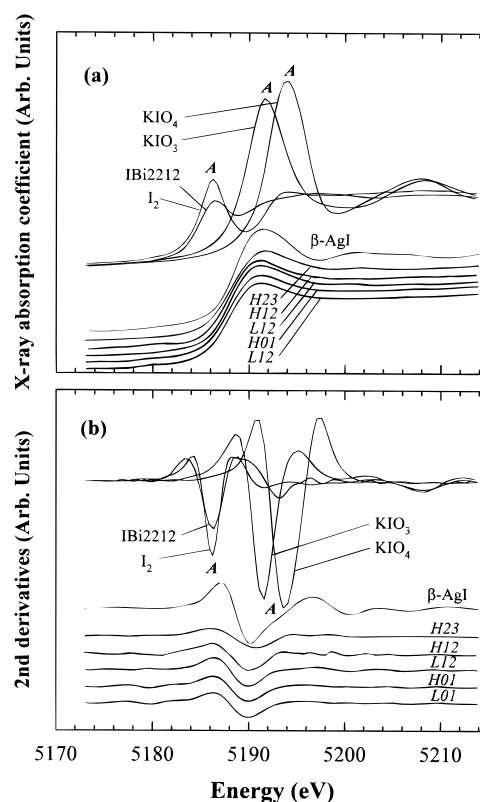 X-ray absorption coefficient (Arb. Units)
(a)
A
A
KIO₄
KIO₃
A
IBi2212
I₂
β-AgI
H23
H12
L12
H01
L12
2nd derivatives (Arb. Units)
(b)
IBi2212
I₂
A
KIO₃
KIO₄
A
β-AgI
H23
H12
L12
H01
L01
5170 5180 5190 5200 5210
Energy (eV)